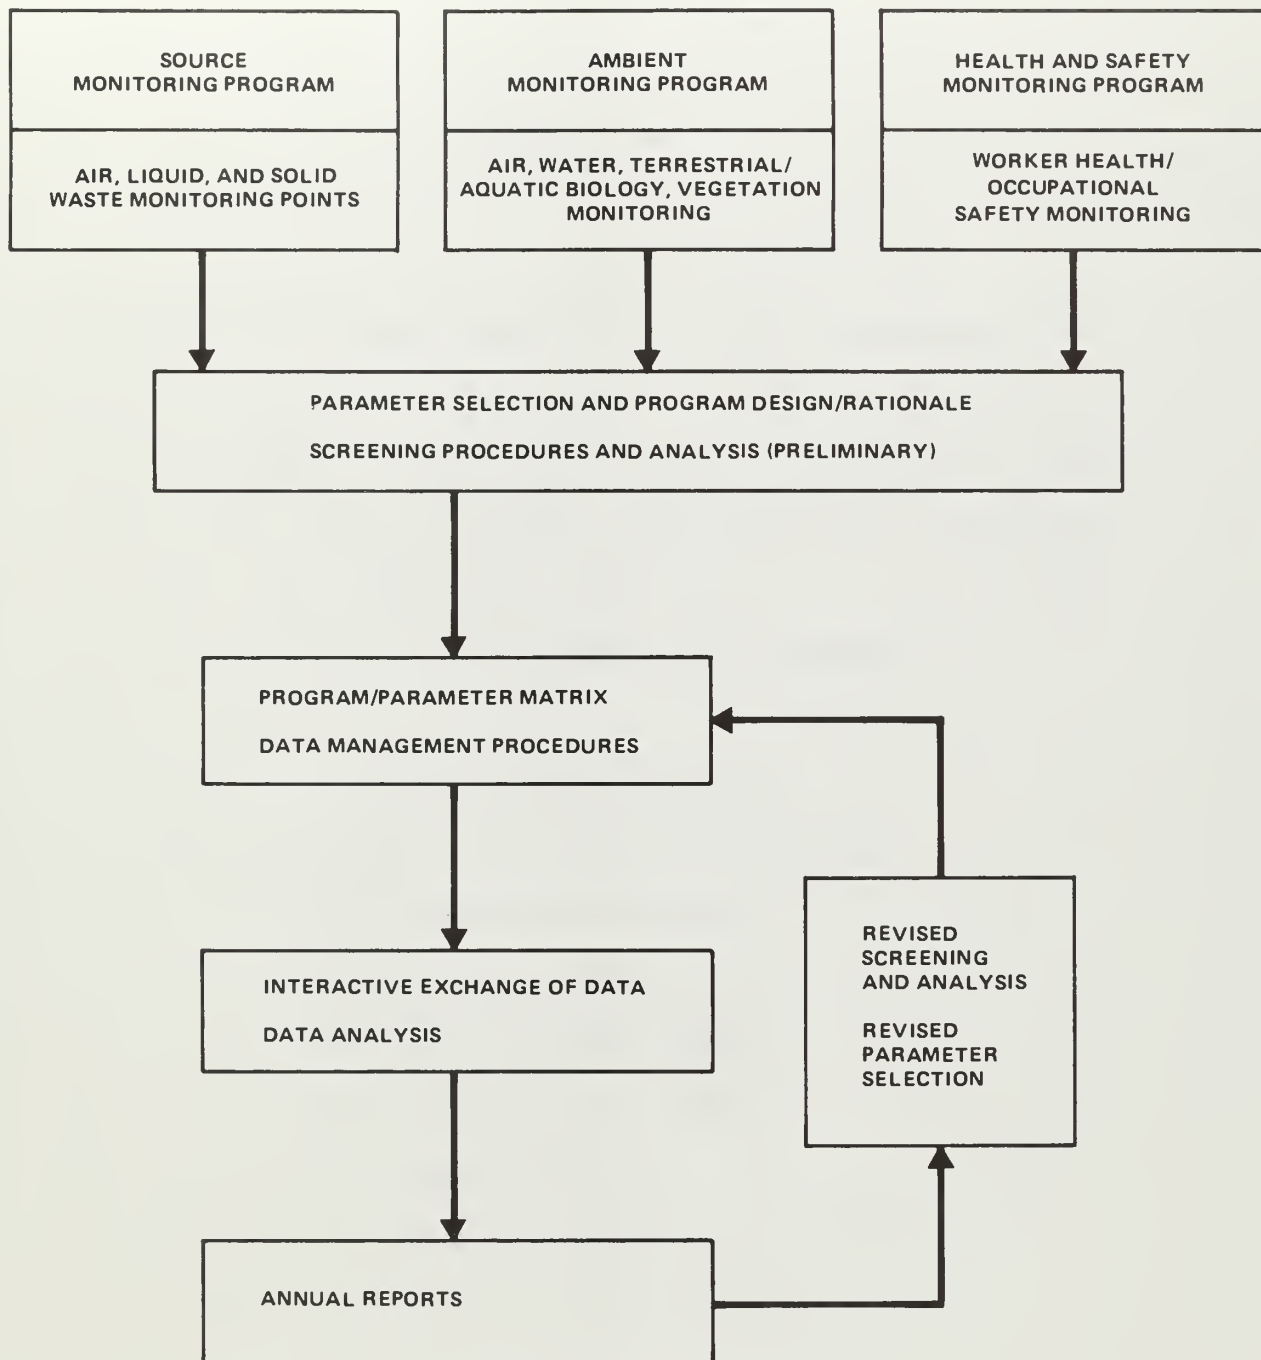 SOURCE
MONITORING PROGRAM
AIR, LIQUID, AND SOLID
WASTE MONITORING POINTS
AMBIENT
MONITORING PROGRAM
AIR, WATER, TERRESTRIAL/
AQUATIC BIOLOGY, VEGETATION
MONITORING
HEALTH AND SAFETY
MONITORING PROGRAM
WORKER HEALTH/
OCCUPATIONAL
SAFETY MONITORING
PARAMETER SELECTION AND PROGRAM DESIGN/RATIONALE
SCREENING PROCEDURES AND ANALYSIS (PRELIMINARY)
PROGRAM/PARAMETER MATRIX
DATA MANAGEMENT PROCEDURES
INTERACTIVE EXCHANGE OF DATA
DATA ANALYSIS
REVISED
SCREENING
AND ANALYSIS
REVISED
PARAMETER
SELECTION
ANNUAL REPORTS